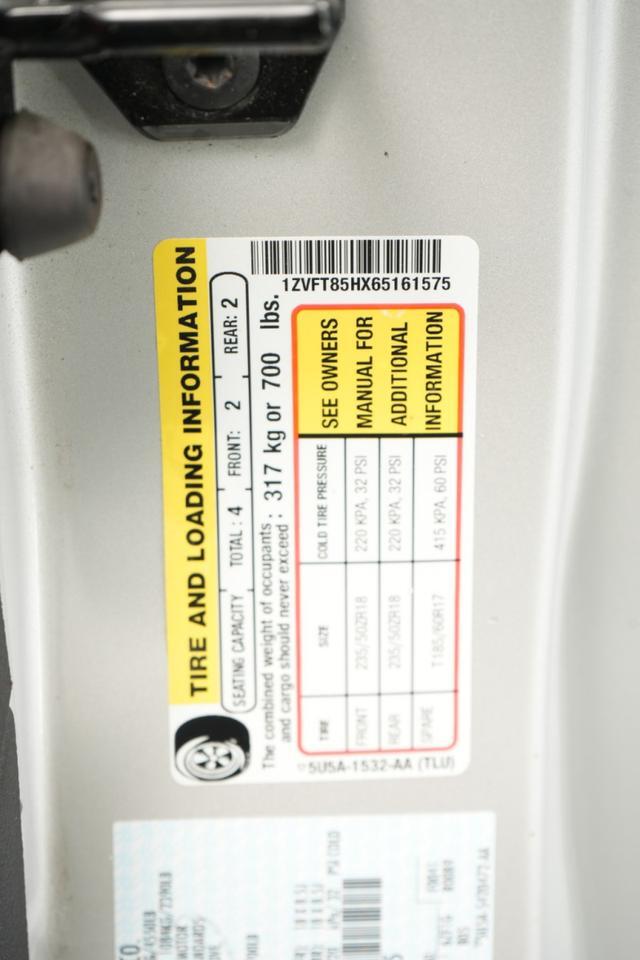 1ZVFT85HX65161575
TIRE AND LOADING INFORMATION
SEATING CAPACITY TOTAL : 4 FRONT: 2 REAR: 2
The combined weight of occupants
and cargo should never exceed : 317 kg or 700 lbs.
TIRE SIZE COLD TIRE PRESSURE
FRONT 235/50ZR18 220 KPA, 32 PSI
REAR 235/50ZR18 220 KPA, 32 PSI
SPARE T185/60R17 415 KPA, 60 PSI
SEE OWNERS
MANUAL FOR
ADDITIONAL
INFORMATION
5U5A-1532-AA (TLU)